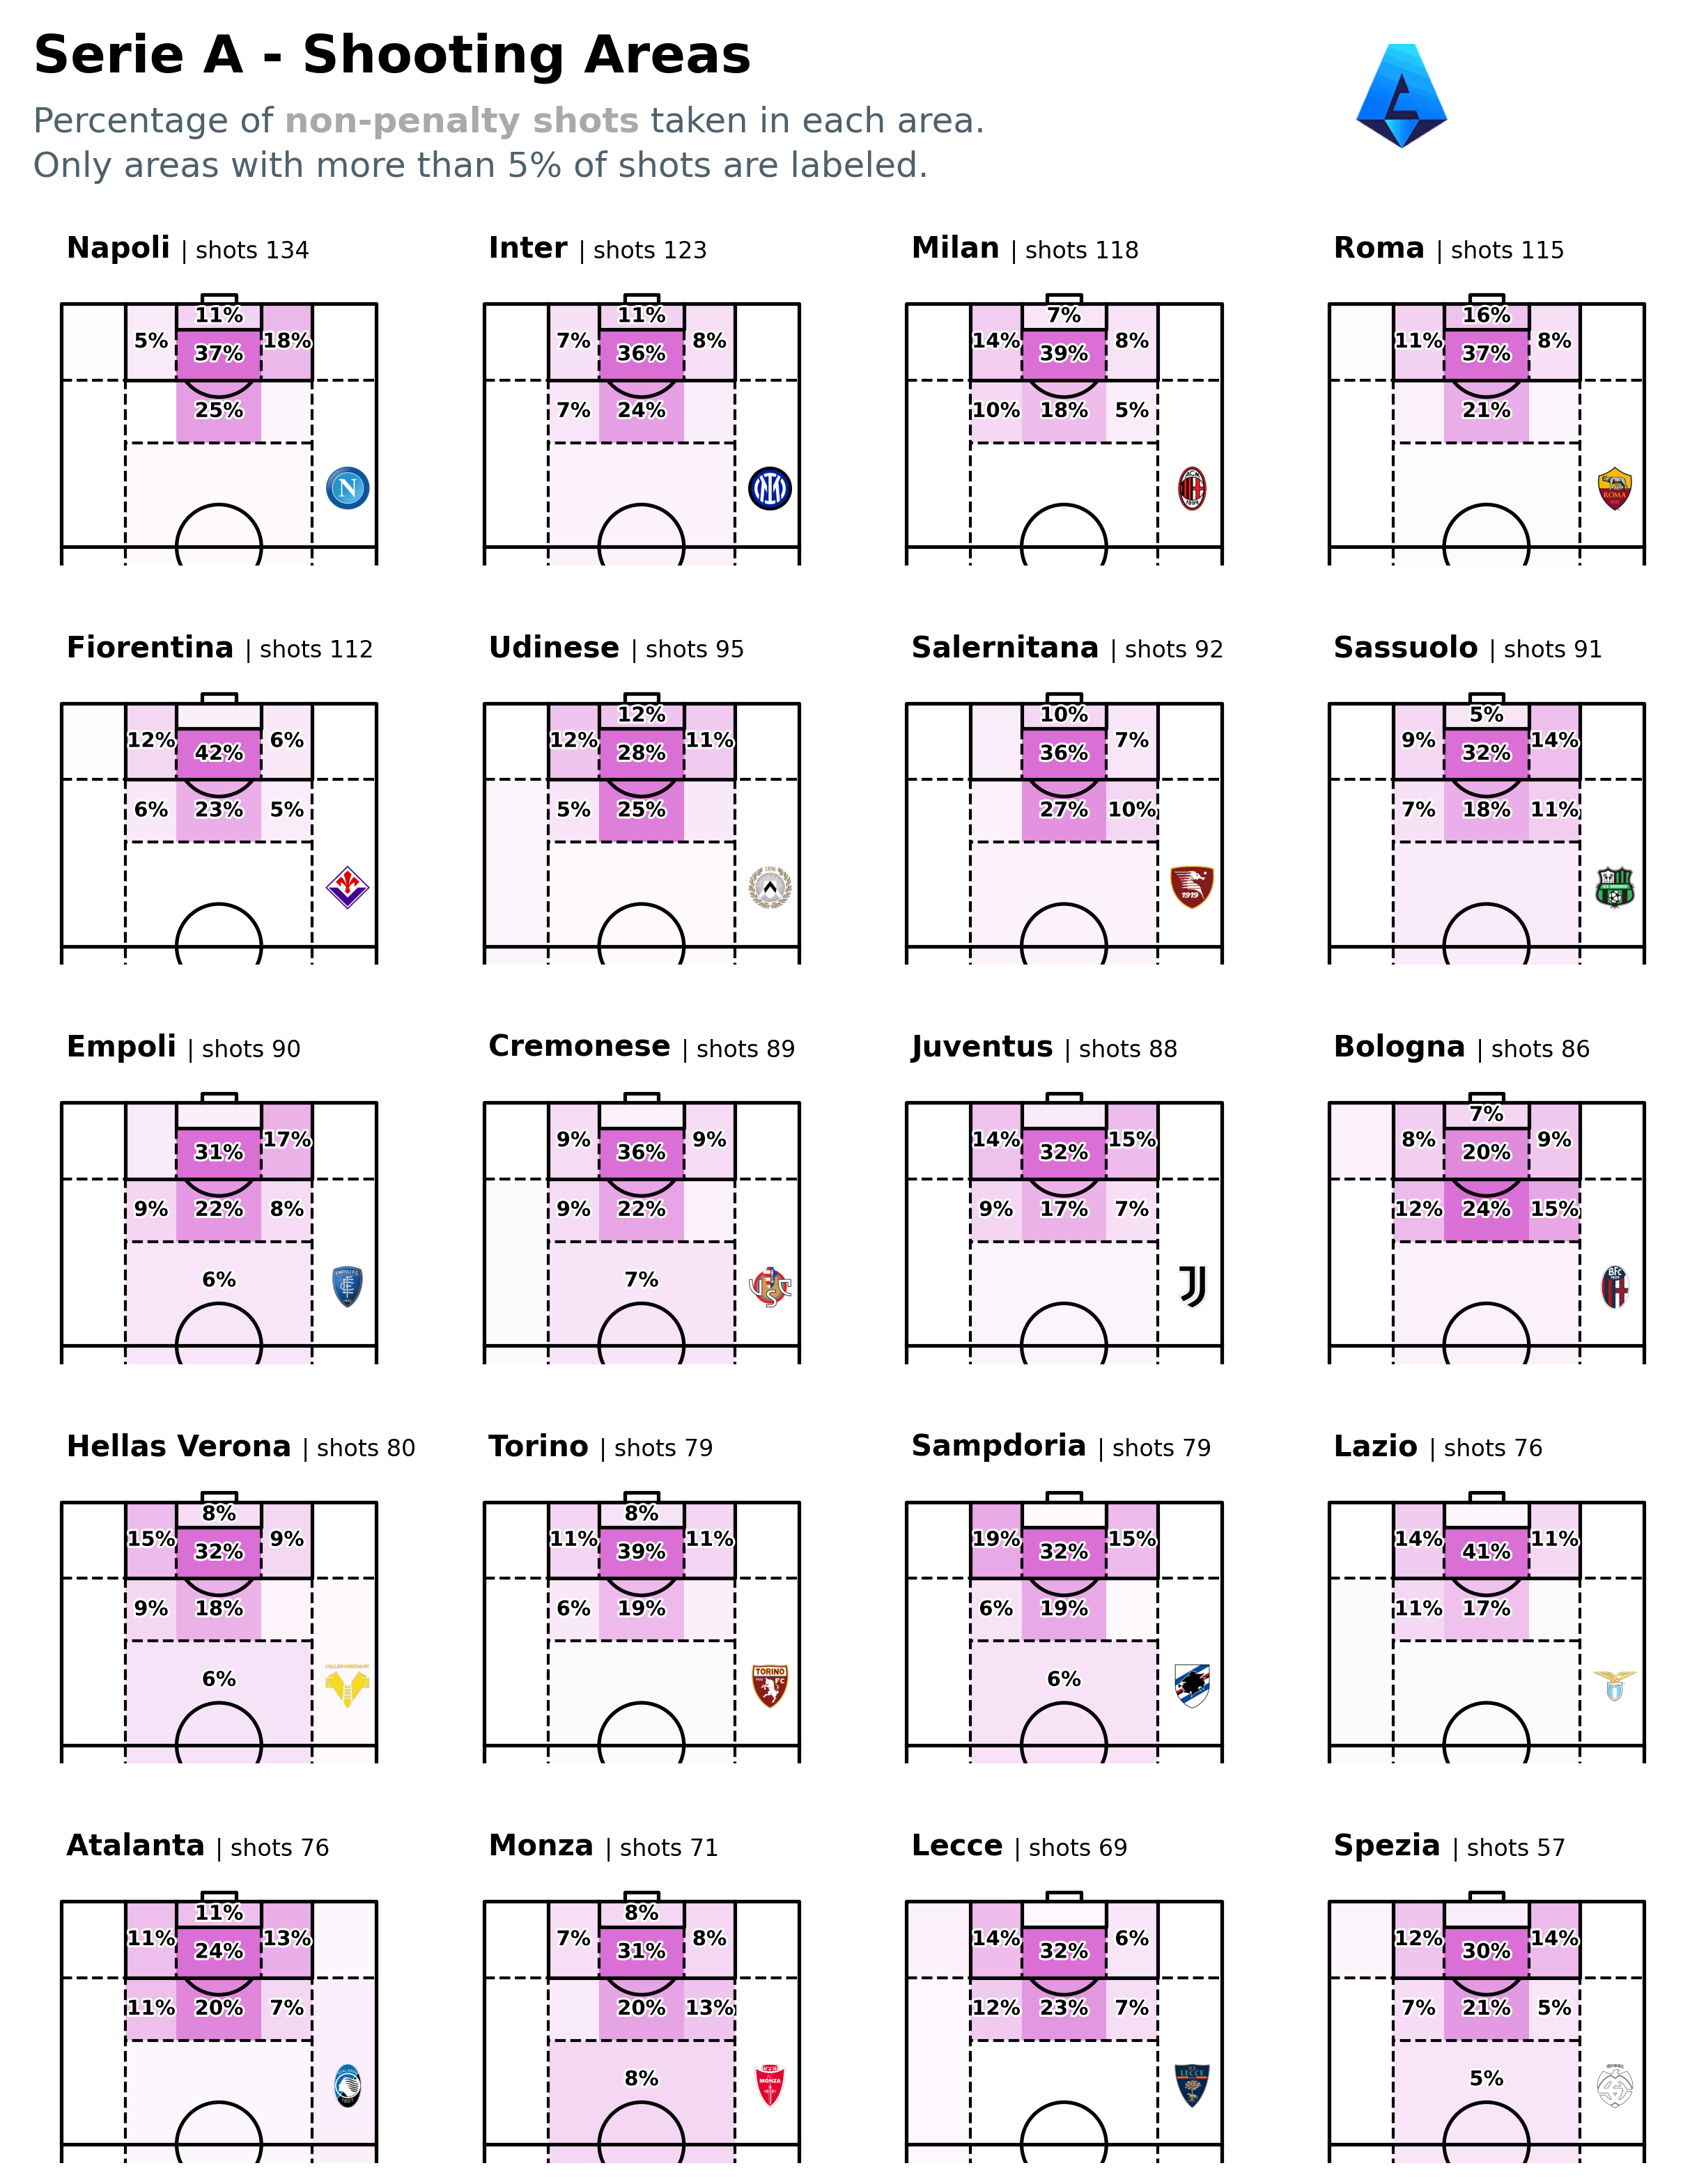 Serie A - Shooting Areas
Percentage of non-penalty shots taken in each area.
Only areas with more than 5% of shots are labeled.
Napoli | shots 134
11%
5% 37% 18%
25%
N
Inter | shots 123
11%
7% 36% 8%
7% 24%
Milan | shots 118
7%
14% 39% 8%
10% 18% 5%
1899
Roma | shots 115
16%
11% 37% 8%
21%
ROMA
Fiorentina | shots 112
12% 42% 6%
6% 23% 5%
Udinese | shots 95
12%
12% 28% 11%
5% 25%
Salernitana | shots 92
10%
36% 7%
27% 10%
1919
Sassuolo | shots 91
5%
9% 32% 14%
7% 18% 11%
Empoli | shots 90
31% 17%
9% 22% 8%
6%
Cremonese | shots 89
9% 36% 9%
9% 22%
7%
Juventus | shots 88
14% 32% 15%
9% 17% 7%
Bologna | shots 86
7%
8% 20% 9%
12% 24% 15%
BFC
Hellas Verona | shots 80
8%
15% 32% 9%
9% 18%
6%
Torino | shots 79
8%
11% 39% 11%
6% 19%
TORINO
FC
Sampdoria | shots 79
19% 32% 15%
6% 19%
6%
Lazio | shots 76
14% 41% 11%
11% 17%
Atalanta | shots 76
11%
11% 24% 13%
11% 20% 7%
Monza | shots 71
8%
7% 31% 8%
20% 13%
8%
MONZA
Lecce | shots 69
14% 32% 6%
12% 23% 7%
LECCE
Spezia | shots 57
12% 30% 14%
7% 21% 5%
5%